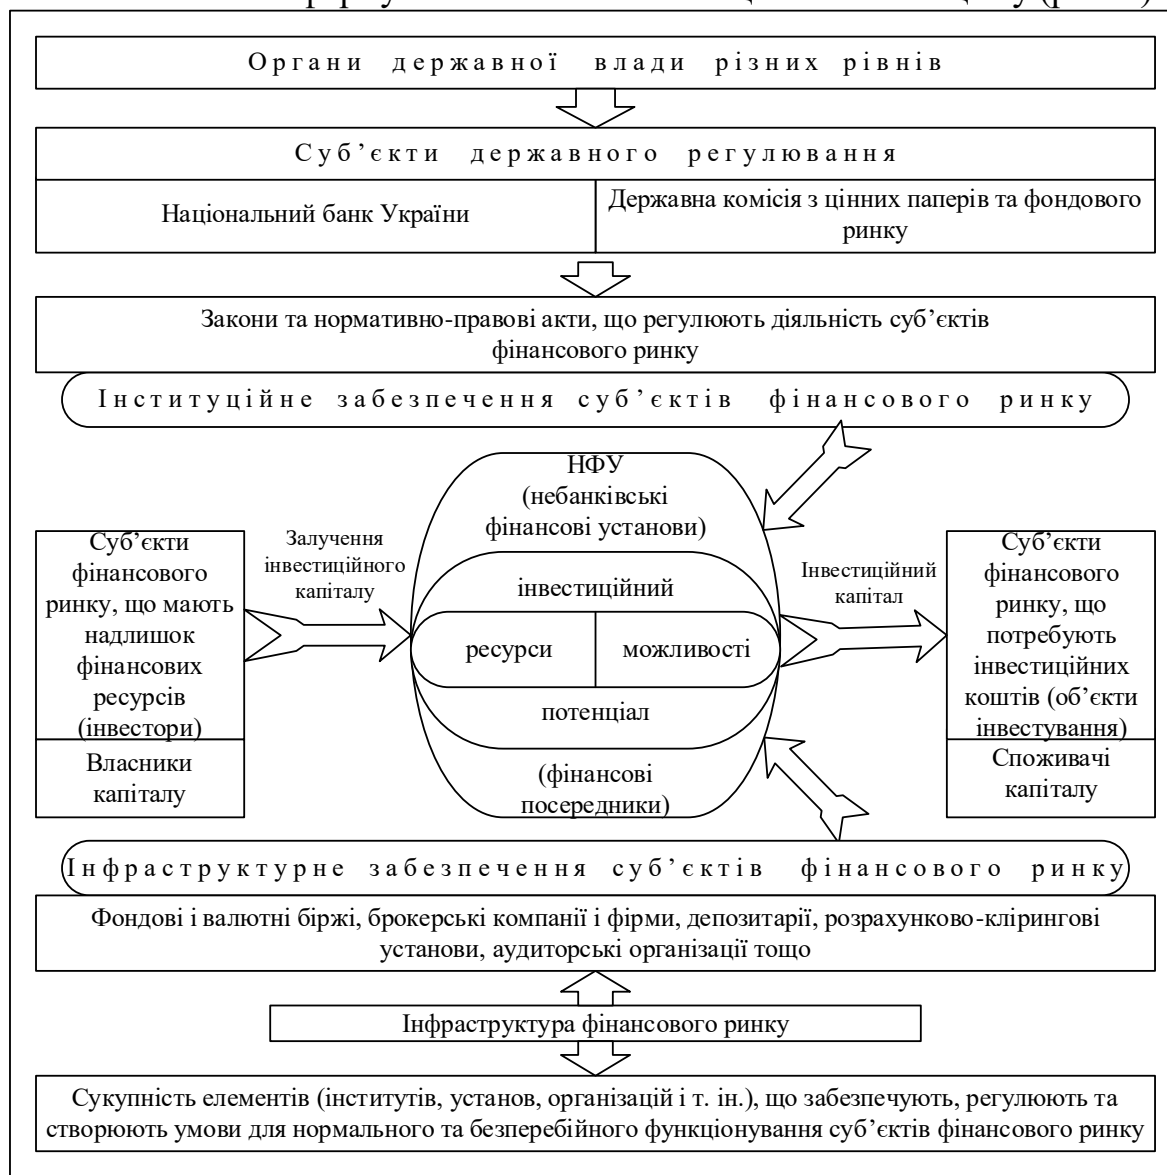 Органи державної влади різних рівнів
Суб’єкти державного регулювання
Національний банк України
Державна комісія з цінних паперів та фондового
ринку
Закони та нормативно-правові акти, що регулюють діяльність суб’єктів
фінансового ринку
Інституційне забезпечення суб’єктів фінансового ринку
НФУ
(небанківські
фінансові установи)
Суб’єкти
фінансового
ринку, що мають
надлишок
фінансових
ресурсів
(інвестори)
Власники
капіталу
Залучення
інвестиційного
капіталу
інвестиційний
ресурси
можливості
потенціал
(фінансові
посередники)
Інвестиційний
капітал
Суб’єкти
фінансового
ринку, що
потребують
інвестиційних
коштів (об’єкти
інвестування)
Споживачі
капіталу
Інфраструктурне забезпечення суб’єктів фінансового ринку
Фондові і валютні біржі, брокерські компанії і фірми, депозитарії, розрахунково-клірингові
установи, аудиторські організації тощо
Інфраструктура фінансового ринку
Сукупність елементів (інститутів, установ, організацій і т. ін.), що забезпечують, регулюють та
створюють умови для нормального та безперебійного функціонування суб’єктів фінансового ринку